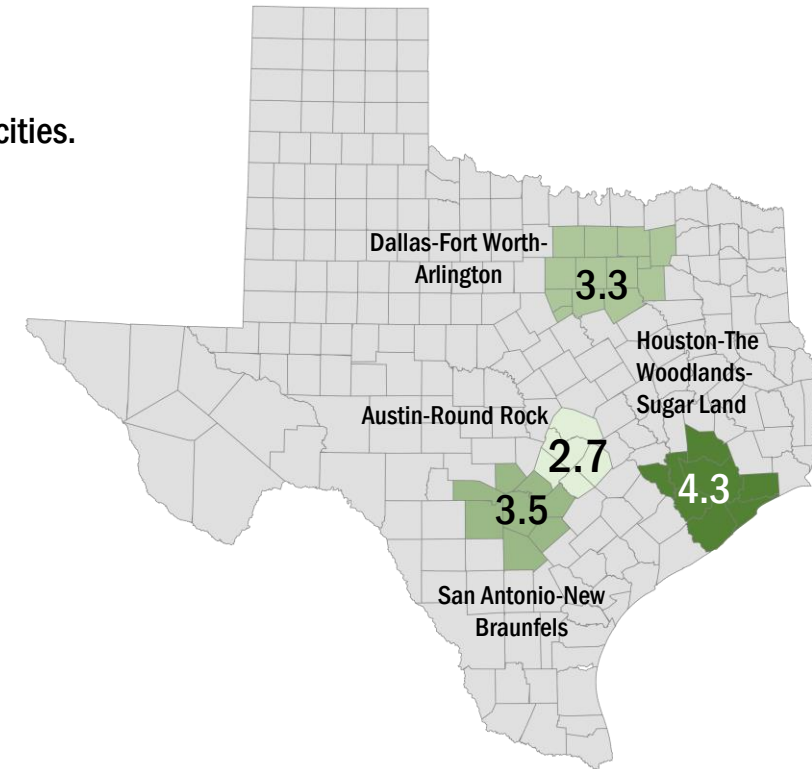 cities.
Dallas-Fort Worth-
Arlington
3.3
Houston-The
Woodlands-
Sugar Land
Austin-Round Rock
2.7
4.3
3.5
San Antonio-New
Braunfels